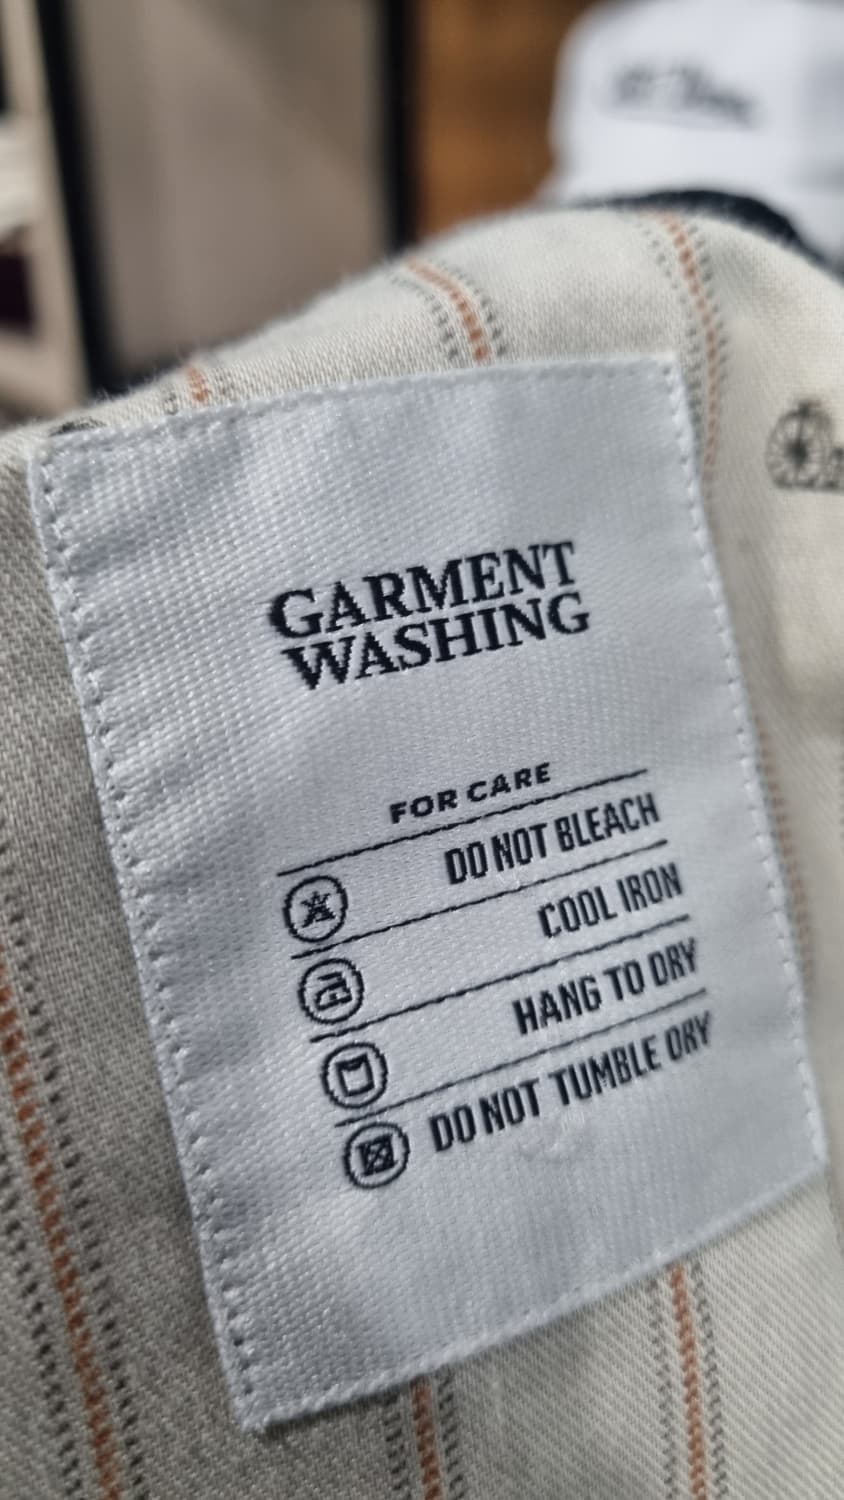 GARMENT
WASHING
FOR CARE
DO NOT BLEACH
COOL IRON
HANG TO DRY
DO NOT TUMBLE DRY